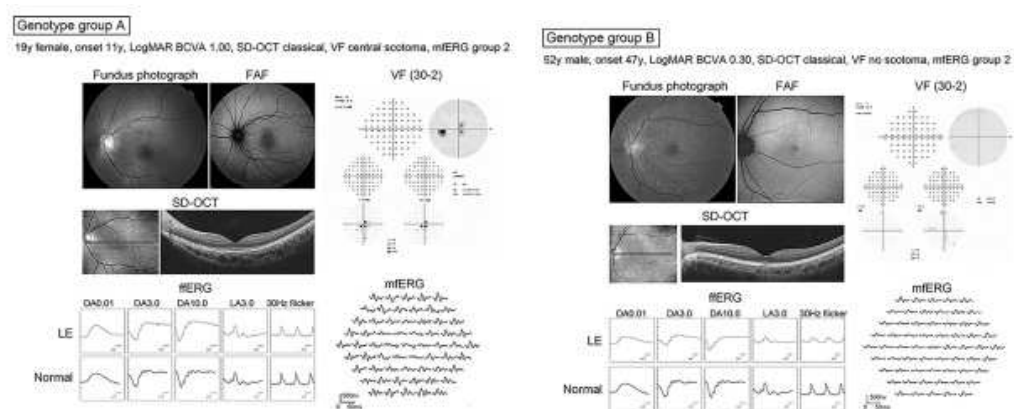 Genotype group A
19y female, onset 11y, LogMAR BCVA 1.00, SD-OCT classical, VF central scotoma, mfERG group 2
Fundus photograph FAF VF (30-2)
SD-OCT
ffERG mfERG
DA0.01 DA3.0 DA10.0 LA3.0 30Hz flicker
LE
Normal
Genotype group B
52y male, onset 47y, LogMAR BCVA 0.30, SD-OCT classical, VF no scotoma, mfERG group 2
Fundus photograph FAF VF (30-2)
SD-OCT
ffERG mfERG
DA0.01 DA3.0 DA10.0 LA3.0 30Hz flicker
LE
Normal